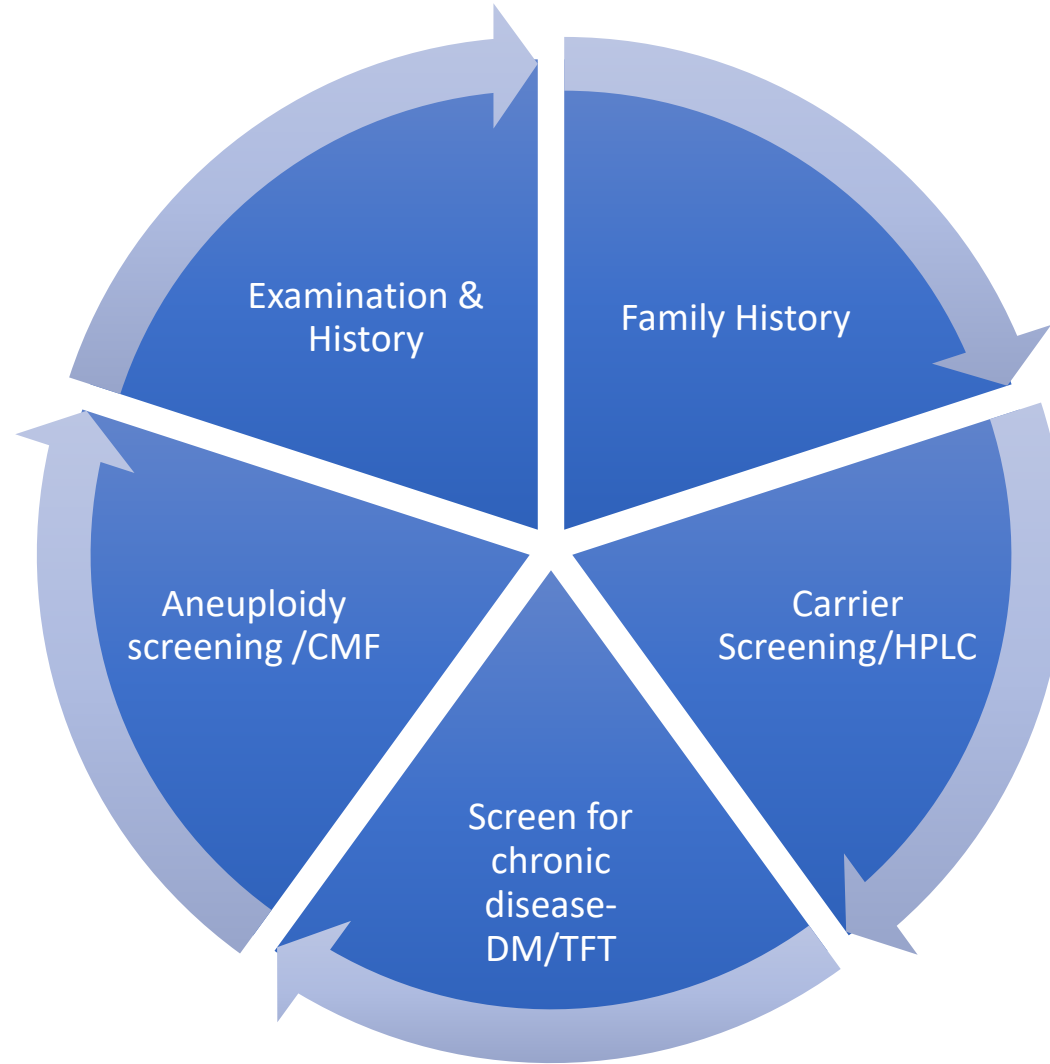 Examination &
History
Family History
Carrier
Screening/HPLC
Screen for
chronic
disease-
DM/TFT
Aneuploidy
screening /CMF